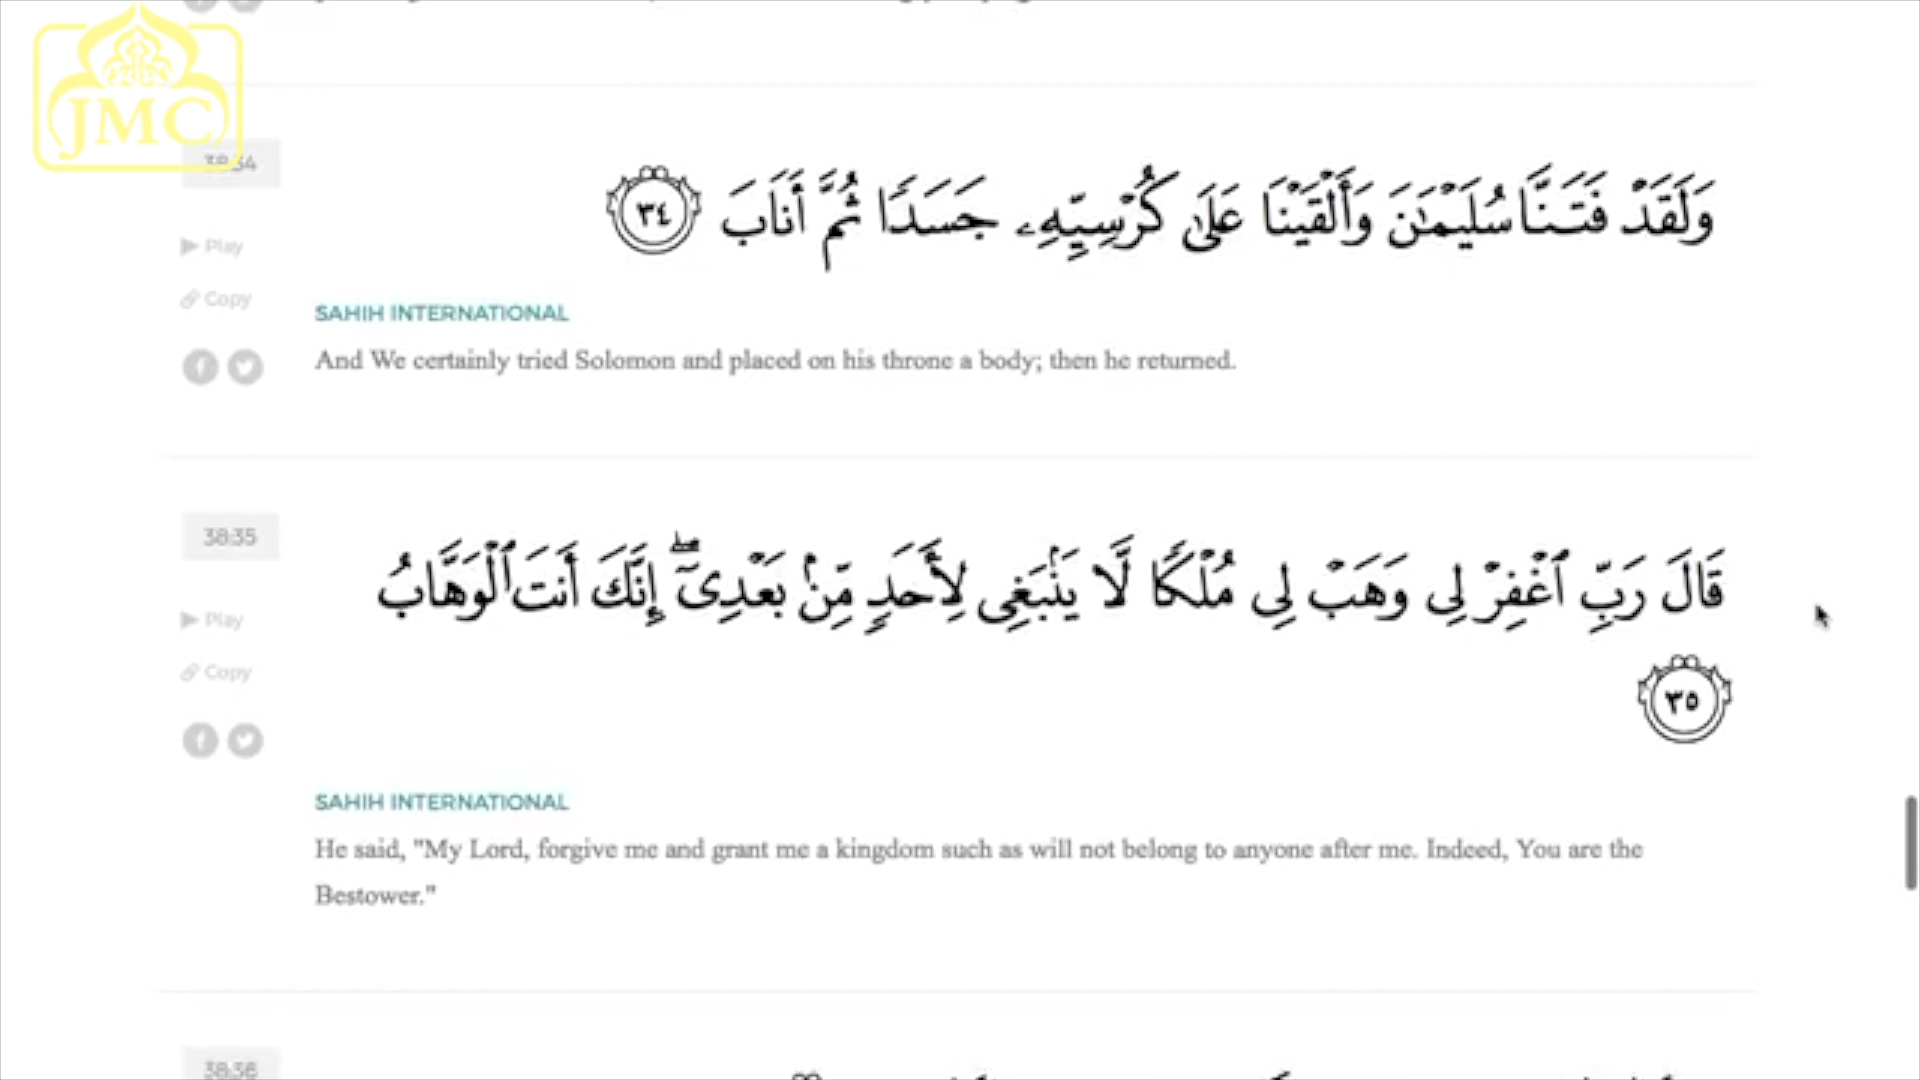 JMC
38:34
وَلَقَدْ فَتَنَّا سُلَيْمَٰنَ وَأَلْقَيْنَا عَلَىٰ كُرْسِيِّهِۦ جَسَدًا ثُمَّ أَنَابَ ٣٤
Play
Copy
SAHIH INTERNATIONAL
And We certainly tried Solomon and placed on his throne a body; then he returned.
38:35
قَالَ رَبِّ ٱغْفِرْ لِى وَهَبْ لِى مُلْكًا لَّا يَنۢبَغِى لِأَحَدٍ مِّنۢ بَعْدِىٓ ۖ إِنَّكَ أَنتَ ٱلْوَهَّابُ
٣٥
Play
Copy
SAHIH INTERNATIONAL
He said, "My Lord, forgive me and grant me a kingdom such as will not belong to anyone after me. Indeed, You are the
Bestower."
38:36